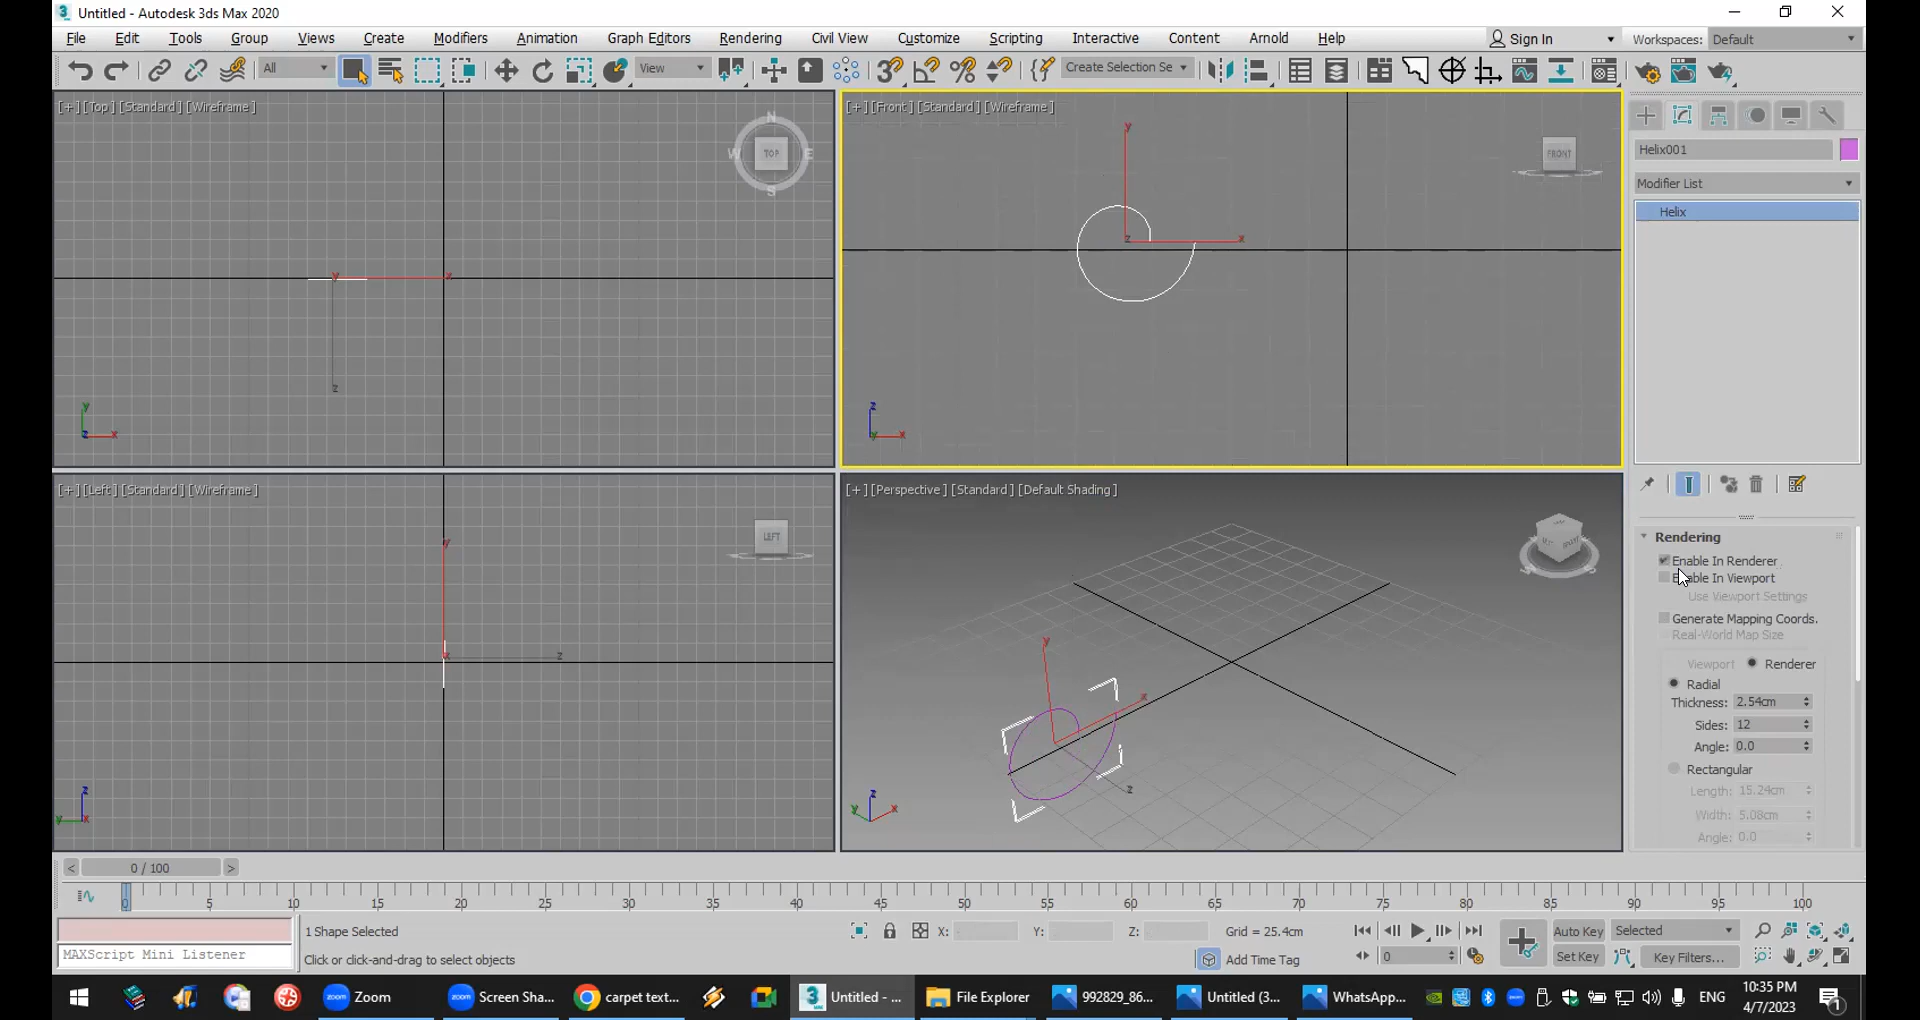 Untitled - Autodesk 3ds Max 2020
File Edit Tools Group Views Create Modifiers Animation Graph Editors Rendering Civil View Customize Scripting Interactive Content Arnold Help Sign In Workspaces: Default
All View Create Selection Se
[+] [Top] [Standard] [Wireframe]
N
W TOP E
S
y x
z
y
z x
[+] [Front] [Standard] [Wireframe]
FRONT
y
z x
z
y x
[+] [Left] [Standard] [Wireframe]
LEFT
y
x z
z
y x
[+] [Perspective] [Standard] [Default Shading]
y
x
z
z
y x
Helix001
Modifier List
Helix
Rendering
Enable In Renderer
Enable In Viewport
Use Viewport Settings
Generate Mapping Coords.
Real-World Map Size
Viewport Renderer
Radial
Thickness: 2.54cm
Sides: 12
Angle: 0.0
Rectangular
Length: 15.24cm
Width: 5.08cm
Angle: 0.0
< 0 / 100 >
0 5 10 15 20 25 30 35 40 45 50 55 60 65 70 75 80 85 90 95 100
1 Shape Selected X: Y: Z: Grid = 25.4cm Auto Key Selected
MAXScript Mini Listener Click or click-and-drag to select objects Add Time Tag 0 Set Key Key Filters...
Zoom Screen Sha... carpet text... Untitled - ... File Explorer 992829_86... Untitled (3... WhatsApp... ENG 10:35 PM
4/7/2023
1